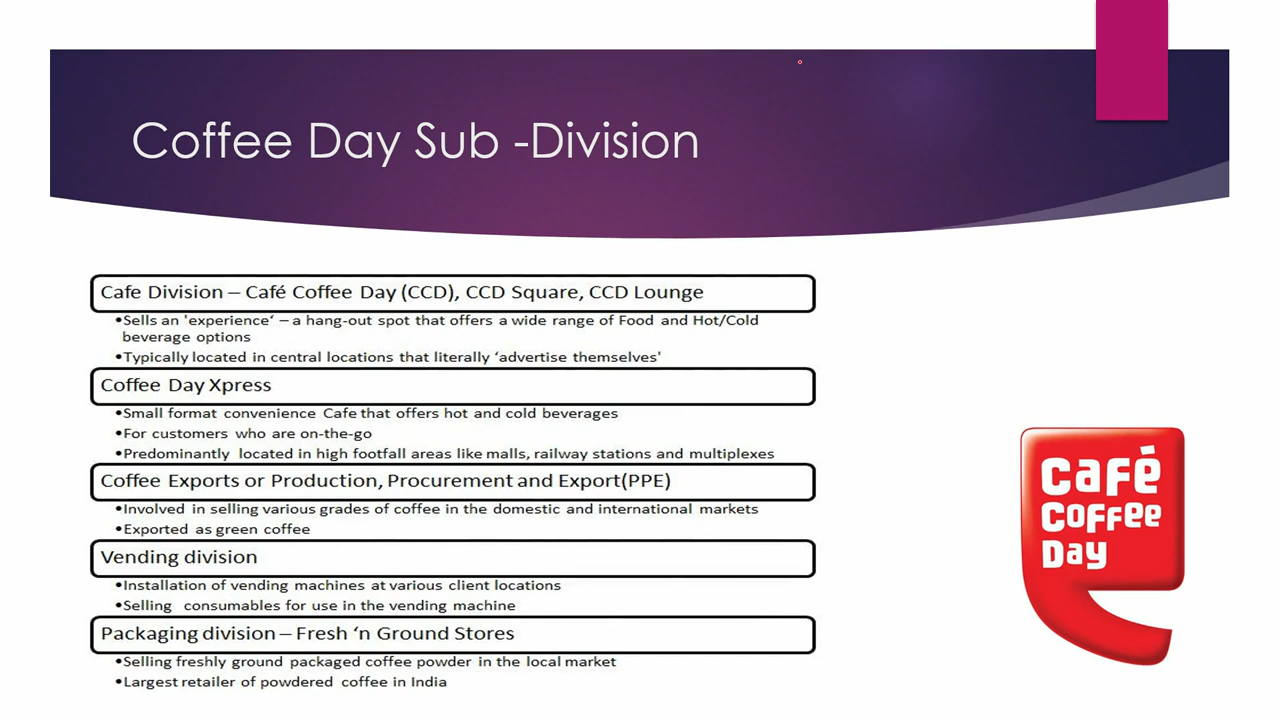 Coffee Day Sub -Division
Cafe Division – Café Coffee Day (CCD), CCD Square, CCD Lounge
•Sells an 'experience‘ – a hang-out spot that offers a wide range of Food and Hot/Cold
beverage options
•Typically located in central locations that literally ‘advertise themselves'
Coffee Day Xpress
•Small format convenience Cafe that offers hot and cold beverages
•For customers who are on-the-go
•Predominantly located in high footfall areas like malls, railway stations and multiplexes
Coffee Exports or Production, Procurement and Export(PPE)
•Involved in selling various grades of coffee in the domestic and international markets
•Exported as green coffee
Vending division
•Installation of vending machines at various client locations
•Selling consumables for use in the vending machine
Packaging division – Fresh ‘n Ground Stores
•Selling freshly ground packaged coffee powder in the local market
•Largest retailer of powdered coffee in India
Café
Coffee
Day